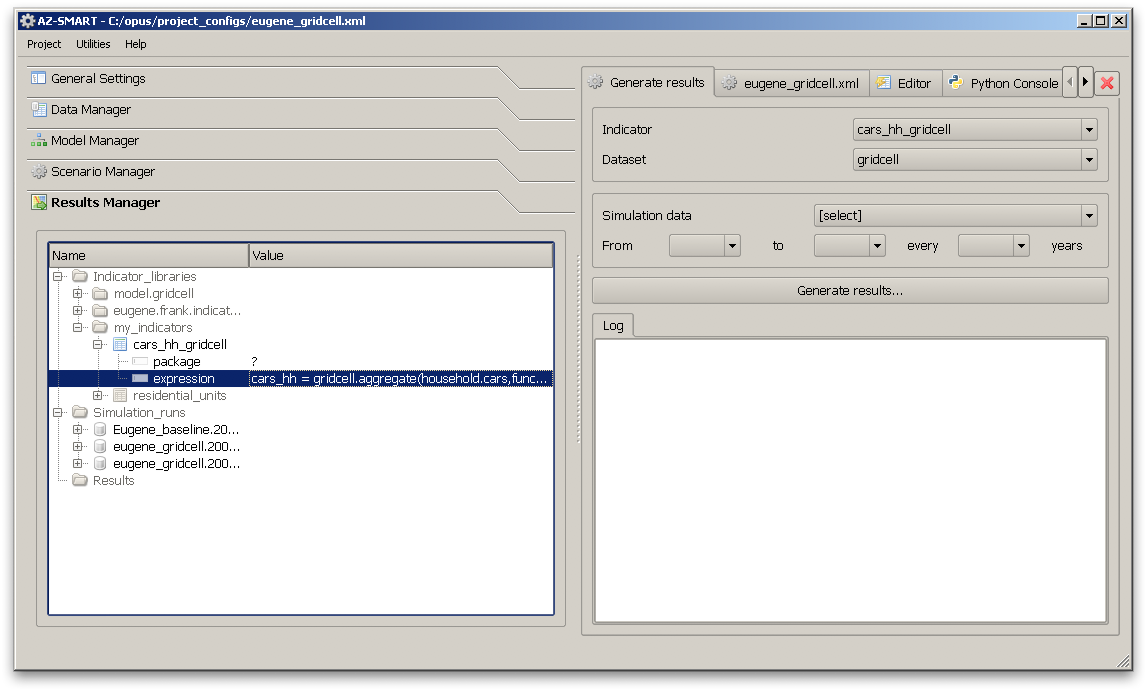 AZ-SMART - C:/opus/project_configs/eugene_gridcell.xml
Project Utilities Help
General Settings
Data Manager
Model Manager
Scenario Manager
Results Manager
Name Value
Indicator_libraries
model.gridcell
eugene.frank.indicat...
my_indicators
cars_hh_gridcell
package ?
expression cars_hh = gridcell.aggregate(household.cars,func...
residential_units
Simulation_runs
Eugene_baseline.20...
eugene_gridcell.200...
eugene_gridcell.200...
Results
Generate results eugene_gridcell.xml Editor Python Console
Indicator cars_hh_gridcell
Dataset gridcell
Simulation data [select]
From to every years
Generate results...
Log